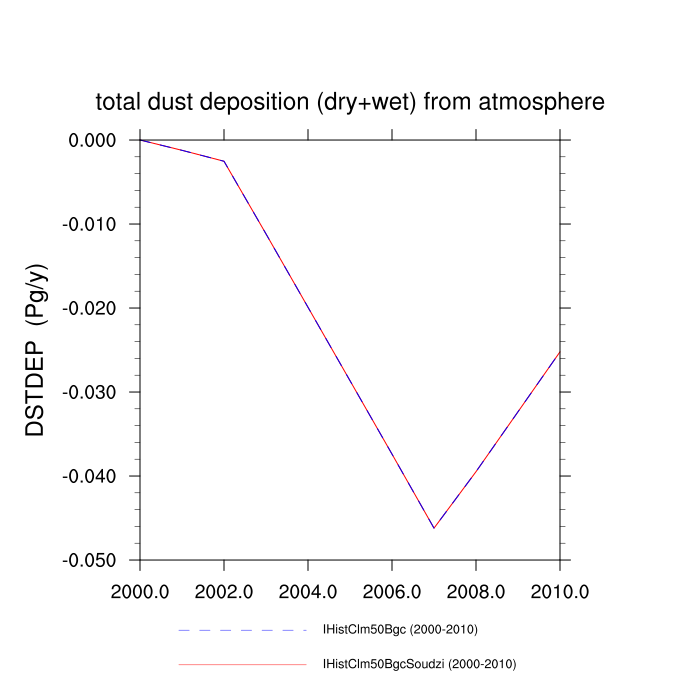 total dust deposition (dry+wet) from atmosphere
0.000
-0.010
-0.020
-0.030
-0.040
-0.050
DSTDEP (Pg/y)
2000.0 2002.0 2004.0 2006.0 2008.0 2010.0
IHistClm50Bgc (2000-2010)
IHistClm50BgcSoudzi (2000-2010)